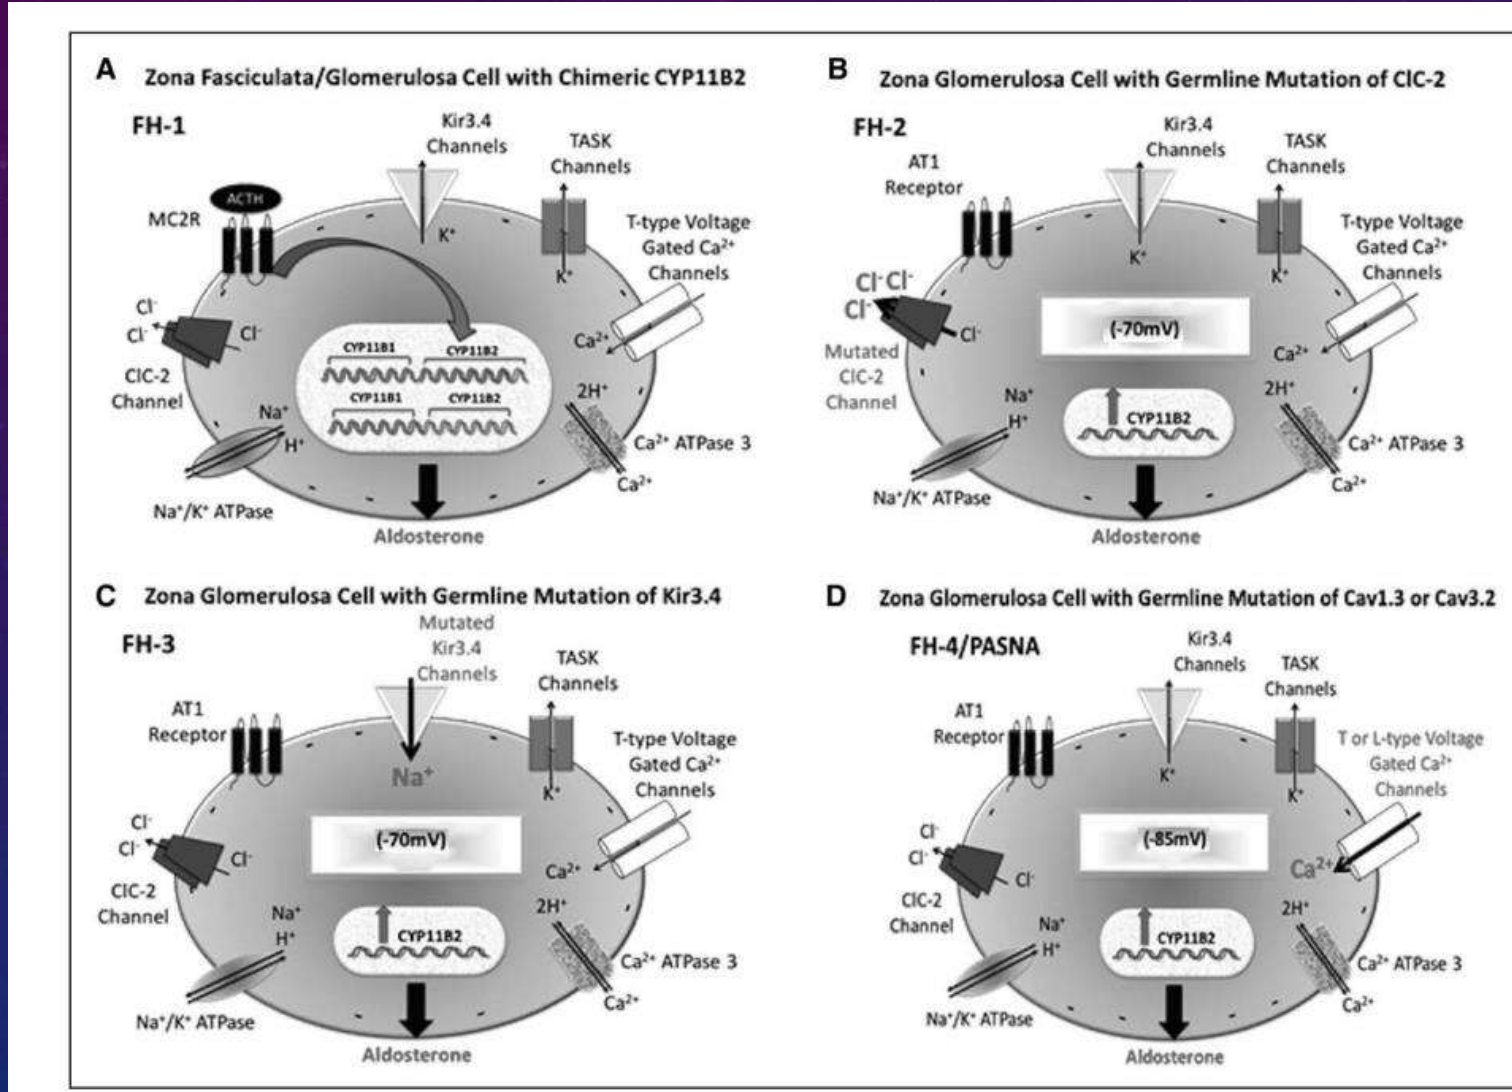 A Zona Fasciculata/Glomerulosa Cell with Chimeric CYP11B2
FH-1
Kir3.4
Channels
TASK
Channels
ACTH
MC2R
T-type Voltage
Gated Ca²⁺
Channels
K⁺
K⁺
Cl⁻
Cl⁻
Cl⁻
ClC-2
Channel
CYP11B1 CYP11B2
CYP11B1 CYP11B2
Ca²⁺
2H⁺
Na⁺
H⁺
Ca²⁺ ATPase 3
Ca²⁺
Na⁺/K⁺ ATPase
Aldosterone
B Zona Glomerulosa Cell with Germline Mutation of ClC-2
FH-2
Kir3.4
Channels
TASK
Channels
AT1
Receptor
T-type Voltage
Gated Ca²⁺
Channels
K⁺
K⁺
Cl⁻ Cl⁻
Cl⁻
Cl⁻
Mutated
ClC-2
Channel
(-70mV)
Ca²⁺
2H⁺
Na⁺
H⁺
CYP11B2
Ca²⁺ ATPase 3
Ca²⁺
Na⁺/K⁺ ATPase
Aldosterone
C Zona Glomerulosa Cell with Germline Mutation of Kir3.4
FH-3
Mutated
Kir3.4
Channels
TASK
Channels
AT1
Receptor
T-type Voltage
Gated Ca²⁺
Channels
Na⁺
K⁺
Cl⁻
Cl⁻
Cl⁻
ClC-2
Channel
(-70mV)
Ca²⁺
2H⁺
Na⁺
H⁺
CYP11B2
Ca²⁺ ATPase 3
Ca²⁺
Na⁺/K⁺ ATPase
Aldosterone
D Zona Glomerulosa Cell with Germline Mutation of Cav1.3 or Cav3.2
FH-4/PASNA
Kir3.4
Channels
TASK
Channels
AT1
Receptor
T or L-type Voltage
Gated Ca²⁺
Channels
K⁺
K⁺
Cl⁻
Cl⁻
Cl⁻
ClC-2
Channel
(-85mV)
Ca²⁺
2H⁺
Na⁺
H⁺
CYP11B2
Ca²⁺ ATPase 3
Ca²⁺
Na⁺/K⁺ ATPase
Aldosterone